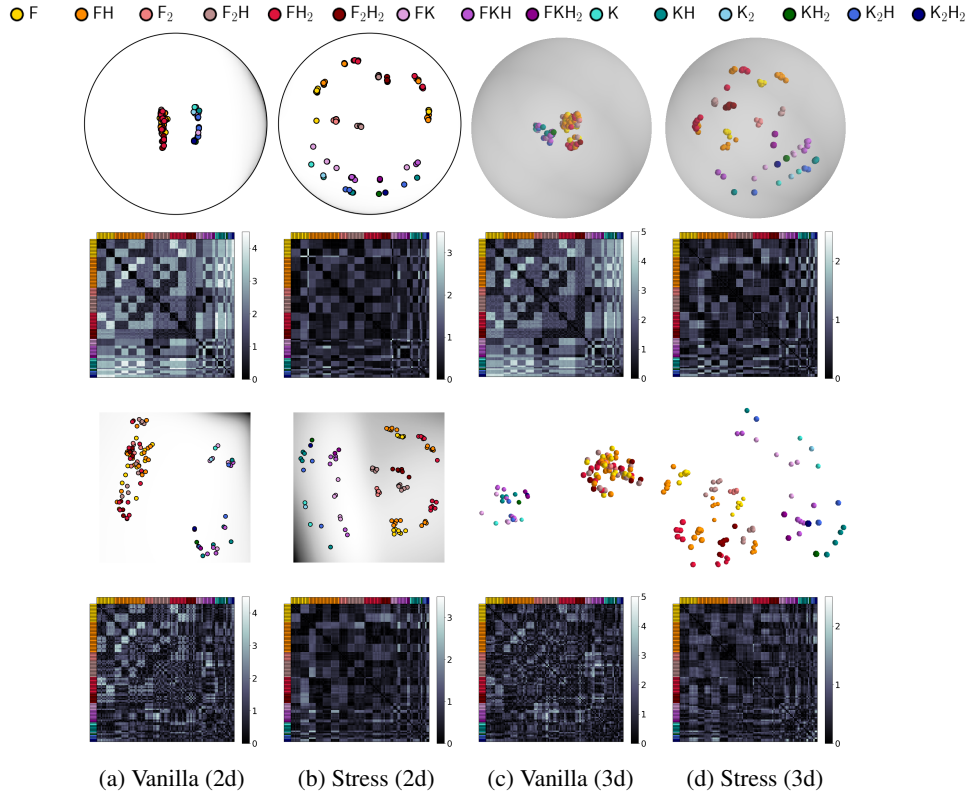 F FH F₂ F₂H FH₂ F₂H₂ FK FKH FKH₂ K KH K₂ KH₂ K₂H K₂H₂
4 3 2 1 0
3 2 1 0
5 4 3 2 1 0
2 1 0
4 3 2 1 0
3 2 1 0
5 4 3 2 1 0
2 1 0
(a) Vanilla (2d) (b) Stress (2d) (c) Vanilla (3d) (d) Stress (3d)